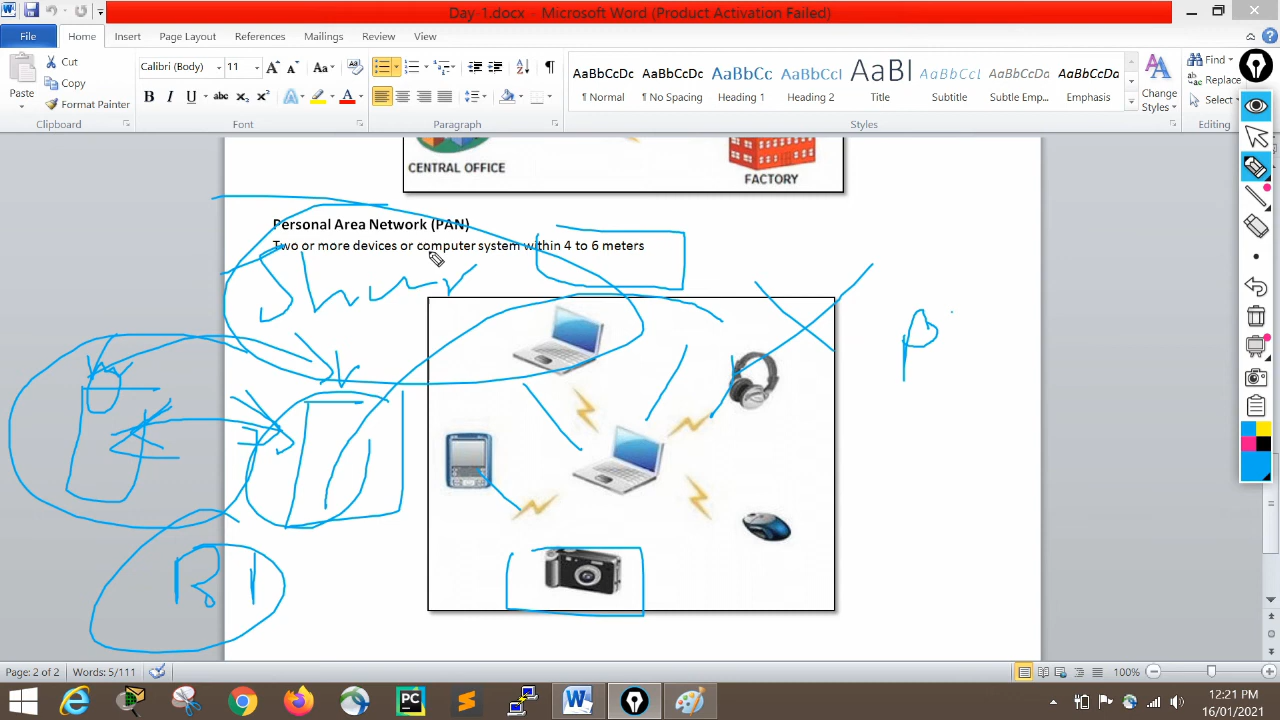 Day-1.docx - Microsoft Word (Product Activation Failed)
File Home Insert Page Layout References Mailings Review View
Cut
Copy
Format Painter
Paste
Calibri (Body) 11
AaBbCcDc AaBbCcDc AaBbCc AaBbCcI AaBI AaBbCcL AaBbCcDc AaBbCcDc
¶ Normal ¶ No Spacing Heading 1 Heading 2 Title Subtitle Subtle Emp... Emphasis
Change Styles
Find
Replace
Select
Clipboard Font Paragraph Styles Editing
CENTRAL OFFICE
FACTORY
Personal Area Network (PAN)
Two or more devices or computer system within 4 to 6 meters
Page: 2 of 2 Words: 5/111
100%
12:21 PM
16/01/2021